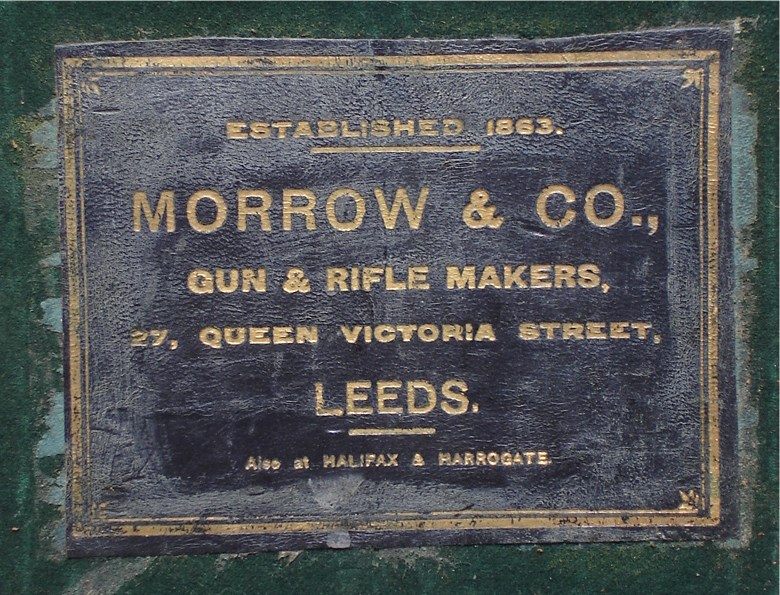 ESTABLISHED 1863.
MORROW & CO.,
GUN & RIFLE MAKERS,
27, QUEEN VICTORIA STREET,
LEEDS.
Also at HALIFAX & HARROGATE.